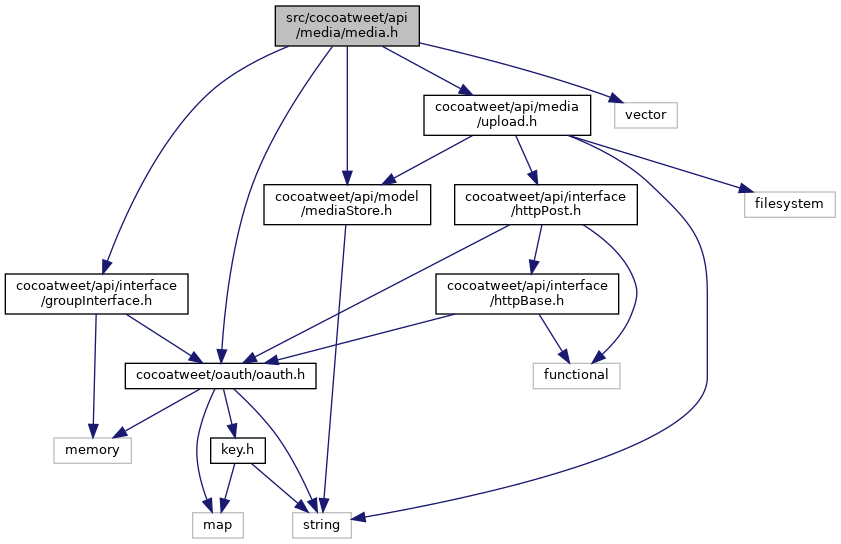 src/cocoatweet/api
/media/media.h
cocoatweet/api/media
/upload.h
vector
cocoatweet/api/model
/mediaStore.h
cocoatweet/api/interface
/httpPost.h
filesystem
cocoatweet/api/interface
/groupInterface.h
cocoatweet/api/interface
/httpBase.h
cocoatweet/oauth/oauth.h
functional
memory
key.h
map
string